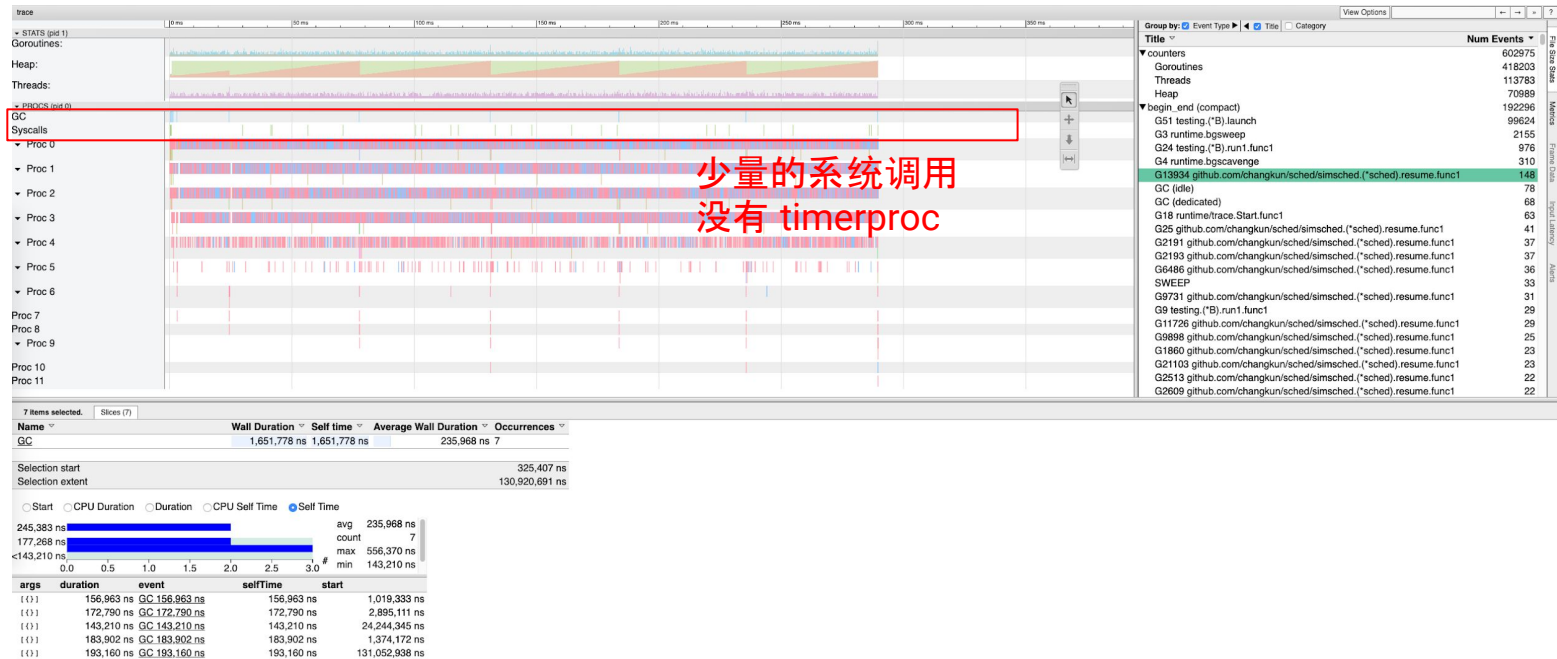 trace
View Options
← → » ?
0 ms 50 ms 100 ms 150 ms 200 ms 250 ms 300 ms 350 ms
STATS (pid 1)
Goroutines:
Heap:
Threads:
PROCS (pid 0)
GC
Syscalls
Proc 0
Proc 1
Proc 2
Proc 3
Proc 4
Proc 5
Proc 6
Proc 7
Proc 8
Proc 9
Proc 10
Proc 11
少量的系统调用
没有 timerproc
Group by: Event Type Title Category
Title Num Events
counters 602975
Goroutines 418203
Threads 113783
Heap 70989
begin_end (compact) 192296
G51 testing.(*B).launch 99624
G3 runtime.bgsweep 2155
G24 testing.(*B).run1.func1 976
G4 runtime.bgscavenge 310
G13934 github.com/changkun/sched/simsched.(*sched).resume.func1 148
GC (idle) 78
GC (dedicated) 68
G18 runtime/trace.Start.func1 63
G25 github.com/changkun/sched/simsched.(*sched).resume.func1 41
G2191 github.com/changkun/sched/simsched.(*sched).resume.func1 37
G2193 github.com/changkun/sched/simsched.(*sched).resume.func1 37
G6486 github.com/changkun/sched/simsched.(*sched).resume.func1 36
SWEEP 33
G9731 github.com/changkun/sched/simsched.(*sched).resume.func1 31
G9 testing.(*B).run1.func1 29
G11726 github.com/changkun/sched/simsched.(*sched).resume.func1 29
G9898 github.com/changkun/sched/simsched.(*sched).resume.func1 25
G1860 github.com/changkun/sched/simsched.(*sched).resume.func1 23
G21103 github.com/changkun/sched/simsched.(*sched).resume.func1 23
G2513 github.com/changkun/sched/simsched.(*sched).resume.func1 22
G2609 github.com/changkun/sched/simsched.(*sched).resume.func1 22
File Size Stats
Metrics
Frame Data
Input Latency
Alerts
7 items selected. Slices (7)
Name Wall Duration Self time Average Wall Duration Occurrences
GC 1,651,778 ns 1,651,778 ns 235,968 ns 7
Selection start 325,407 ns
Selection extent 130,920,691 ns
Start CPU Duration Duration CPU Self Time Self Time
245,383 ns
177,268 ns
<143,210 ns
0.0 0.5 1.0 1.5 2.0 2.5 3.0 #
avg 235,968 ns
count 7
max 556,370 ns
min 143,210 ns
args duration event selfTime start
[{}] 156,963 ns GC 156,963 ns 156,963 ns 1,019,333 ns
[{}] 172,790 ns GC 172,790 ns 172,790 ns 2,895,111 ns
[{}] 143,210 ns GC 143,210 ns 143,210 ns 24,244,345 ns
[{}] 183,902 ns GC 183,902 ns 183,902 ns 1,374,172 ns
[{}] 193,160 ns GC 193,160 ns 193,160 ns 131,052,938 ns